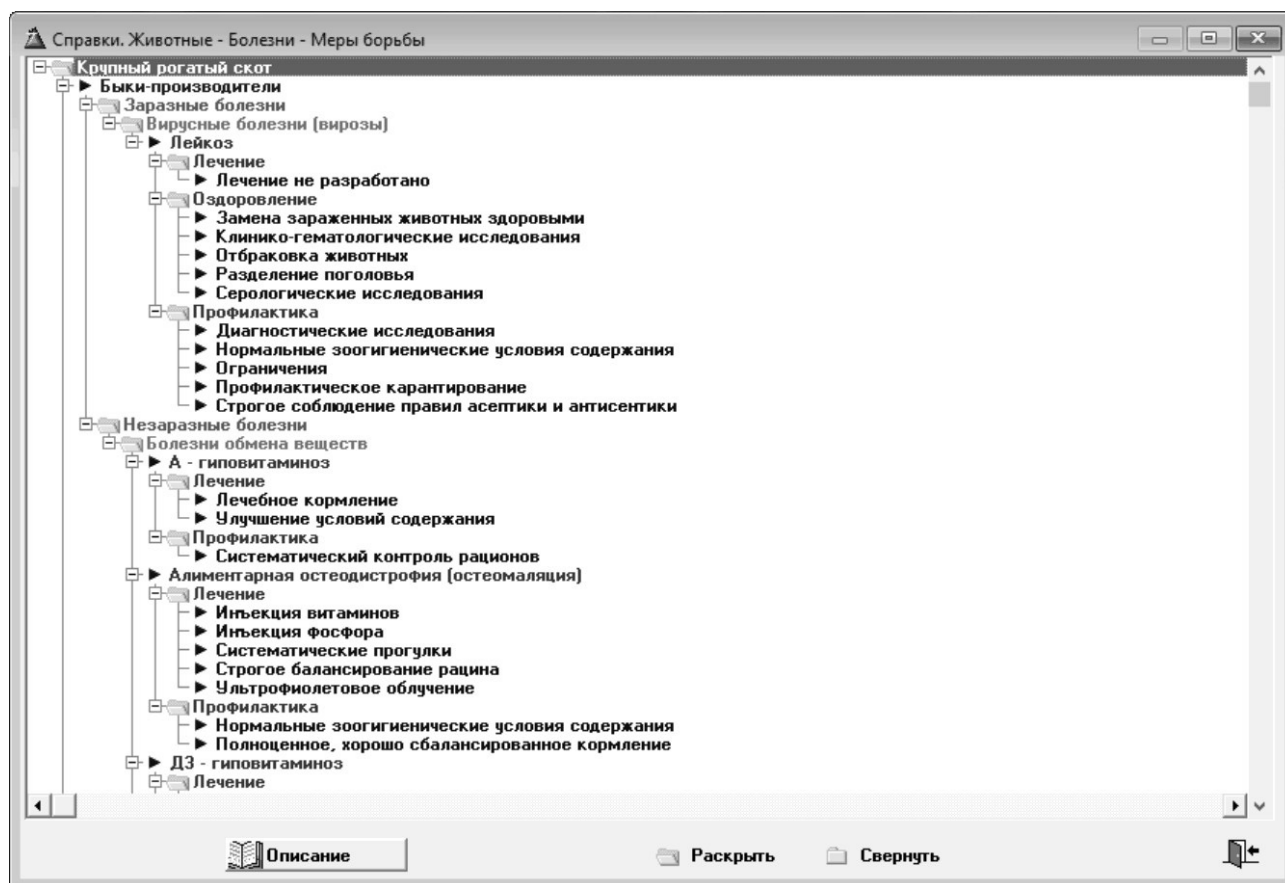 Справки. Животные - Болезни - Меры борьбы
Крупный рогатый скот
Быки-производители
Заразные болезни
Вирусные болезни (вирозы)
Лейкоз
Лечение
Лечение не разработано
Оздоровление
Замена зараженных животных здоровыми
Клинико-гематологические исследования
Отбраковка животных
Разделение поголовья
Серологические исследования
Профилактика
Диагностические исследования
Нормальные зоогигиенические условия содержания
Ограничения
Профилактическое карантирование
Строгое соблюдение правил асептики и антисентики
Незаразные болезни
Болезни обмена веществ
А - гиповитаминоз
Лечение
Лечебное кормление
Улучшение условий содержания
Профилактика
Систематический контроль рационов
Алиментарная остеодистрофия (остеомаляция)
Лечение
Инъекция витаминов
Инъекция фосфора
Систематические прогулки
Строгое балансирование рацина
Ультрофиолетовое облучение
Профилактика
Нормальные зоогигиенические условия содержания
Полноценное, хорошо сбалансированное кормление
Д3 - гиповитаминоз
Лечение
Описание Раскрыть Свернуть